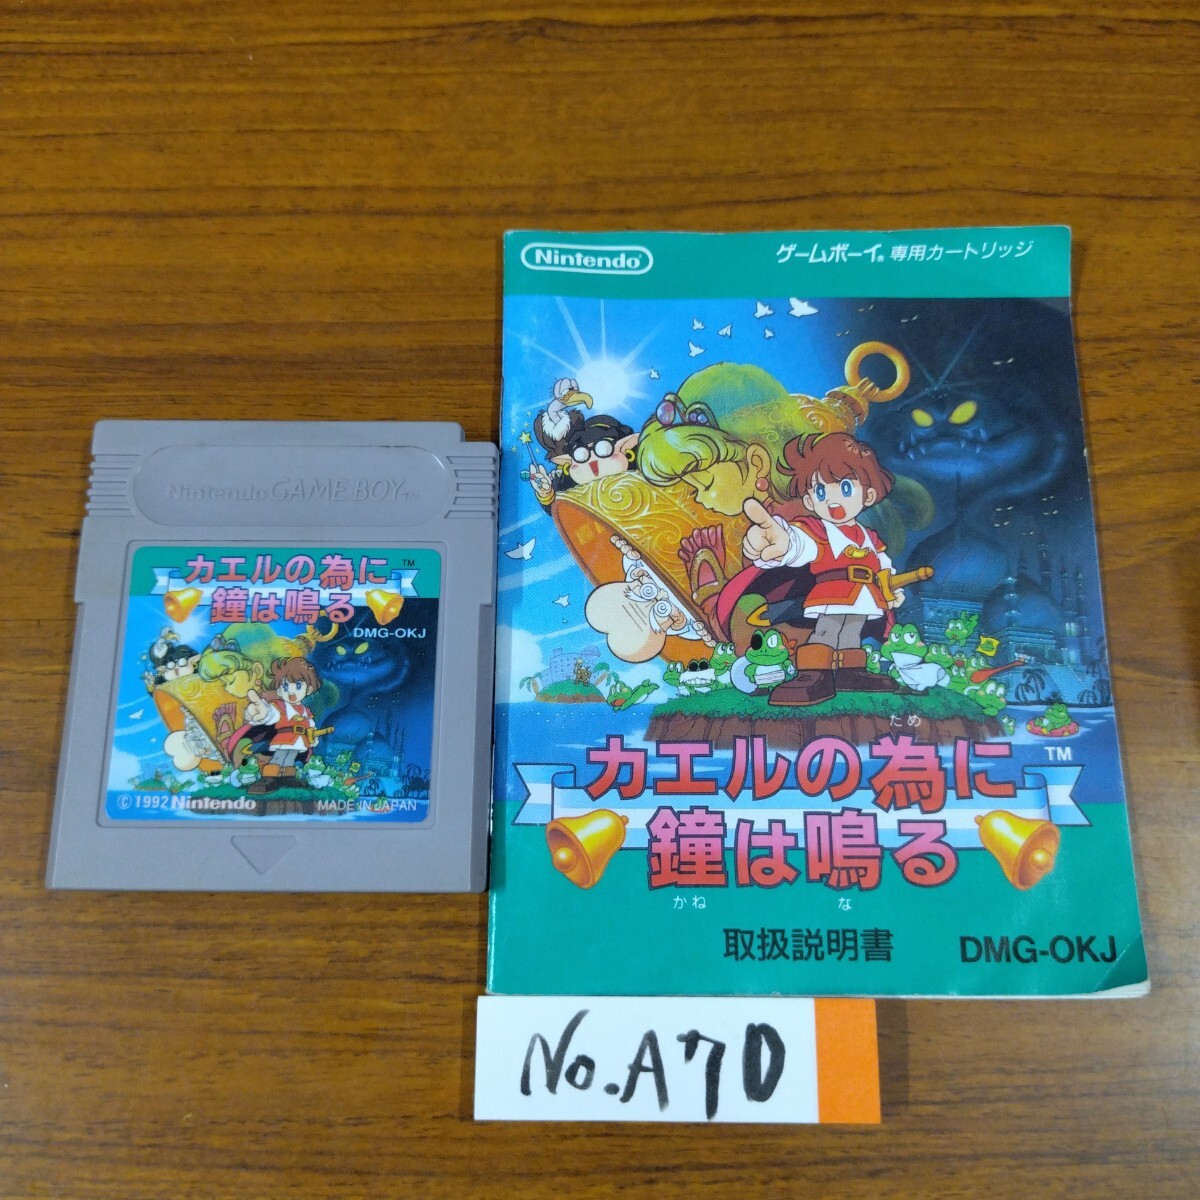 Nintendo GAME BOY TM
カエルの為に TM
鐘は鳴る
DMG-OKJ
© 1992 Nintendo MADE IN JAPAN
Nintendo
ゲームボーイ® 専用カートリッジ
ため
カエルの為に TM
鐘は鳴る
かね な
取扱説明書 DMG-OKJ
No.A70